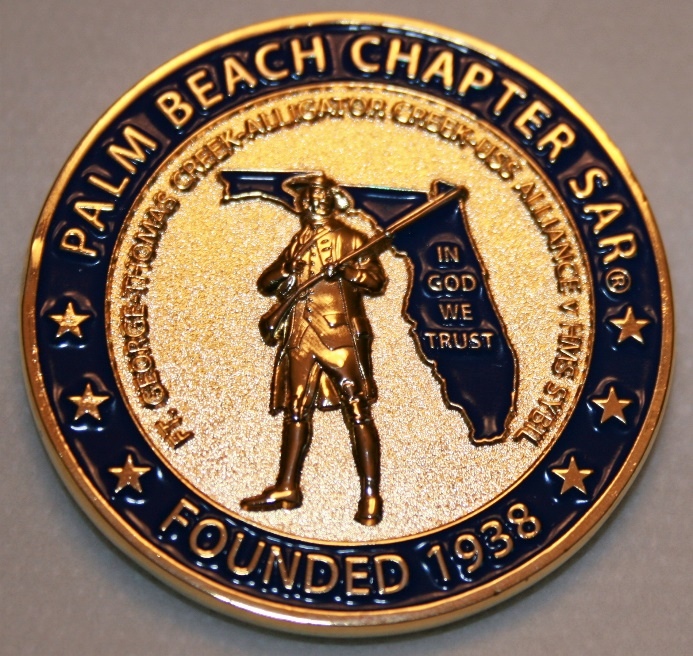 PALM BEACH CHAPTER SAR®
FT. GEORGE-THOMAS CREEK-ALLIGATOR CREEK-USS ALLIANCE V HMS SYBIL
IN
GOD
WE
TRUST
FOUNDED 1938